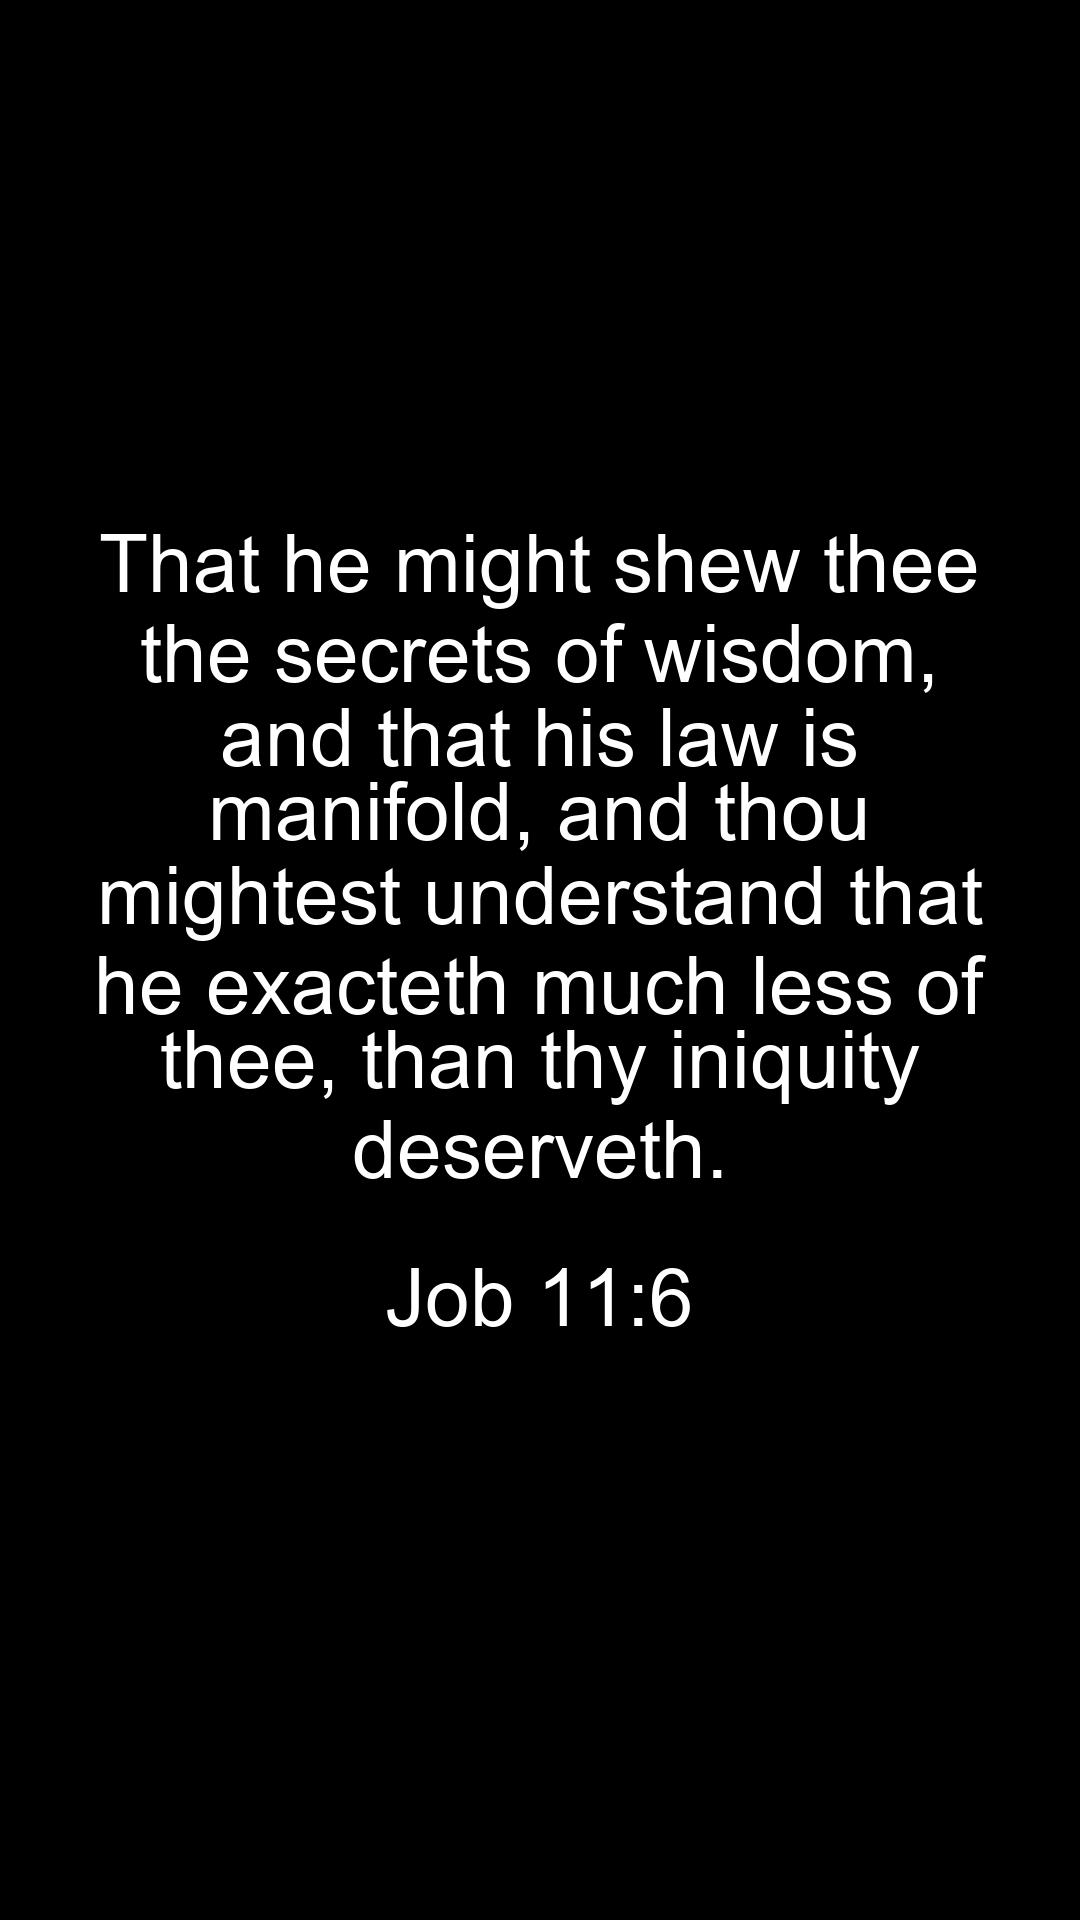 That he might shew thee
the secrets of wisdom,
and that his law is
manifold, and thou
mightest understand that
he exacteth much less of
thee, than thy iniquity
deserveth.
Job 11:6